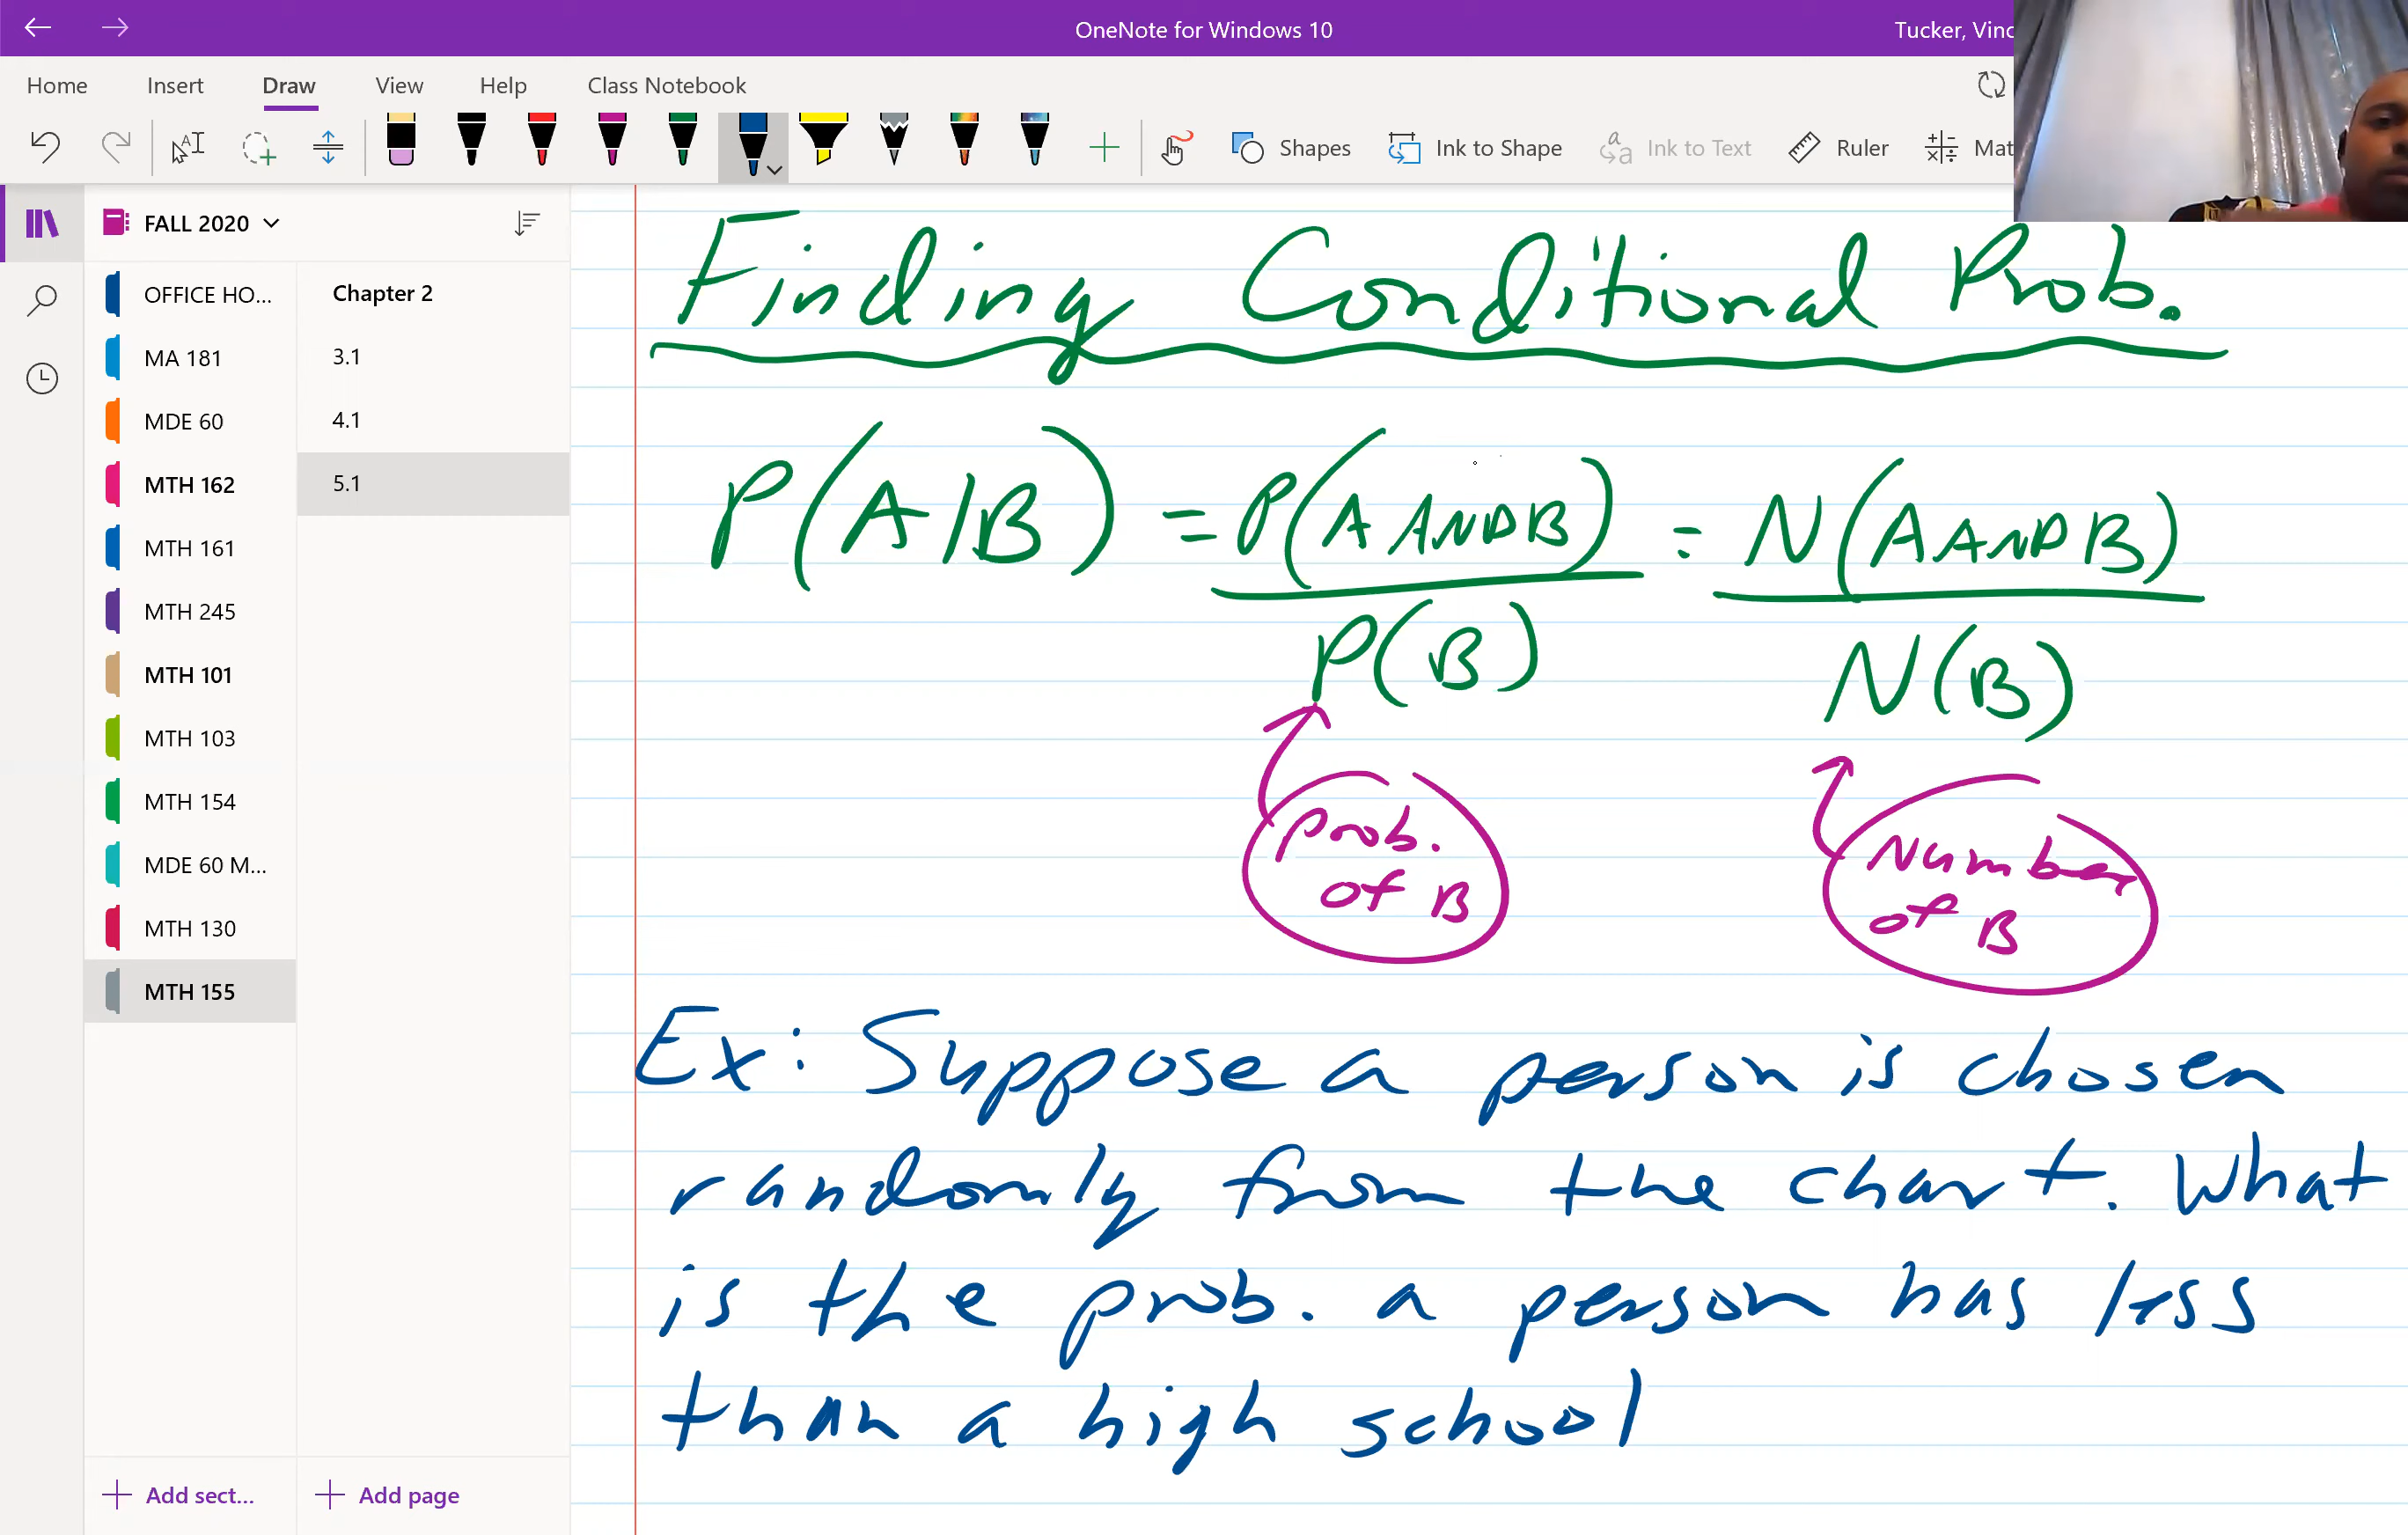 OneNote for Windows 10
Tucker, Vinc
Home Insert Draw View Help Class Notebook
Shapes Ink to Shape Ink to Text Ruler Mat
FALL 2020
OFFICE HO...
MA 181
MDE 60
MTH 162
MTH 161
MTH 245
MTH 101
MTH 103
MTH 154
MDE 60 M...
MTH 130
MTH 155
Add sect...
Chapter 2
3.1
4.1
5.1
Add page
Finding Conditional Prob.
P(A|B) = P(A AND B) / P(B) = N(A AND B) / N(B)
prob.
of B
Number
of B
Ex: Suppose a person is chosen
randomly from the chart. What
is the prob. a person has less
than a high school